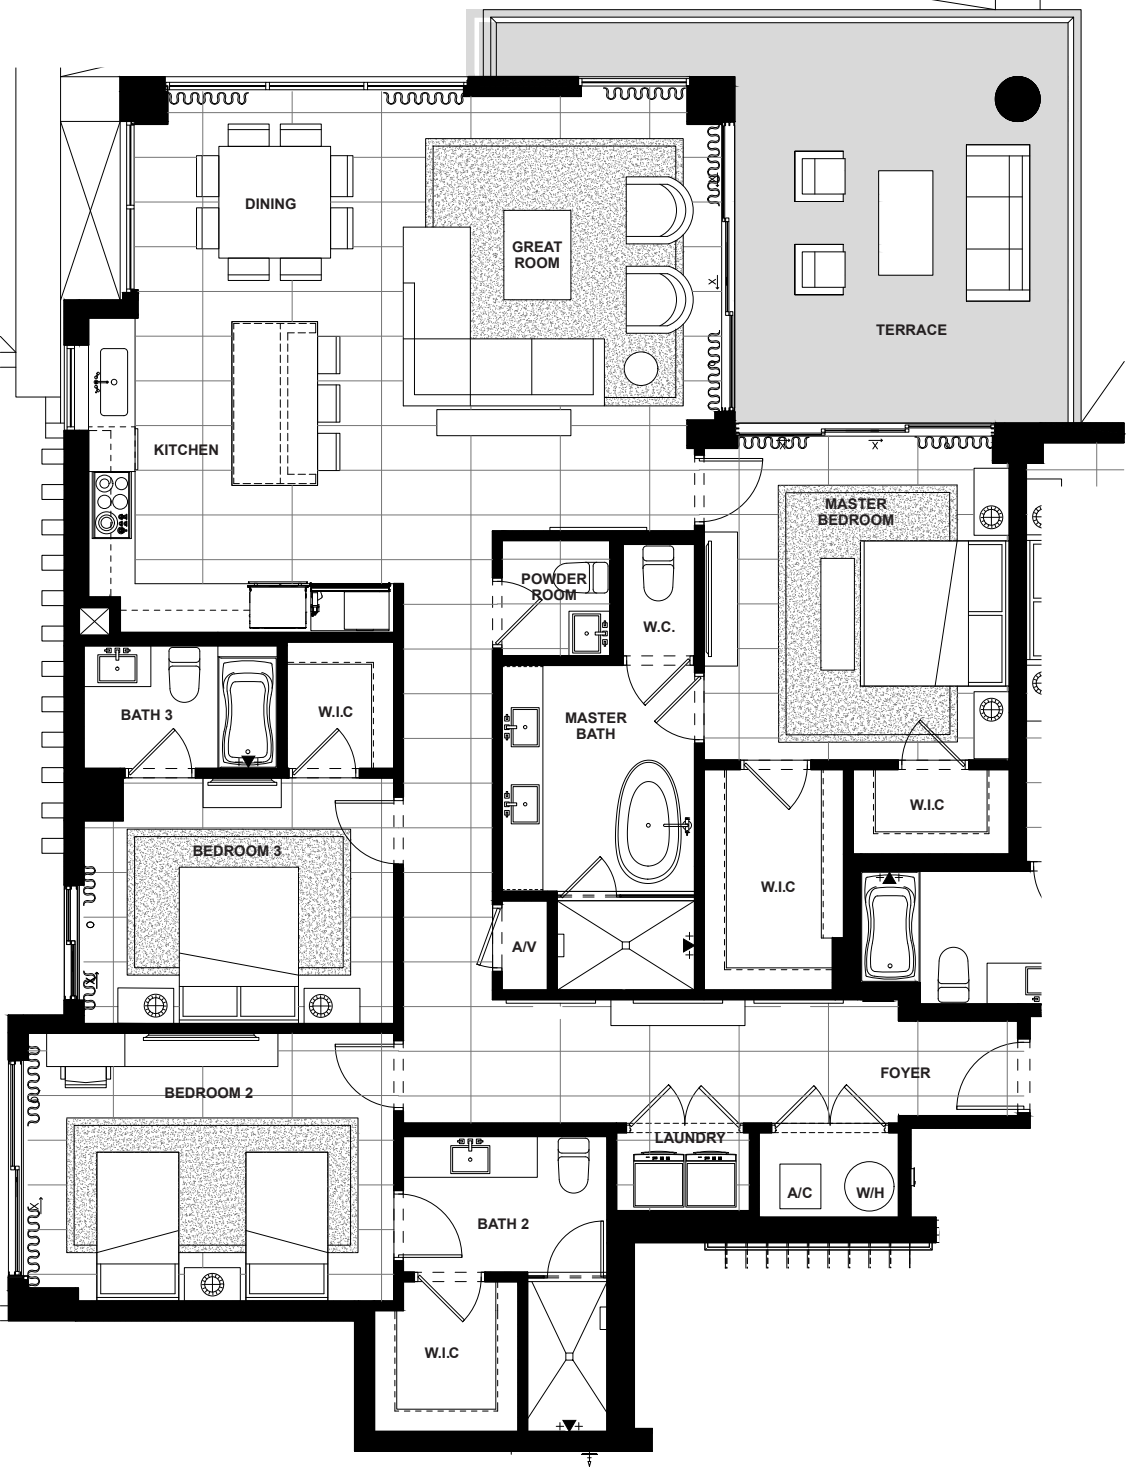 DINING
GREAT
ROOM
TERRACE
KITCHEN
MASTER
BEDROOM
POWDER
ROOM
W.C.
BATH 3
W.I.C
MASTER
BATH
W.I.C
BEDROOM 3
W.I.C
A/V
FOYER
BEDROOM 2
LAUNDRY
A/C
W/H
BATH 2
W.I.C
X
X
X
X
X